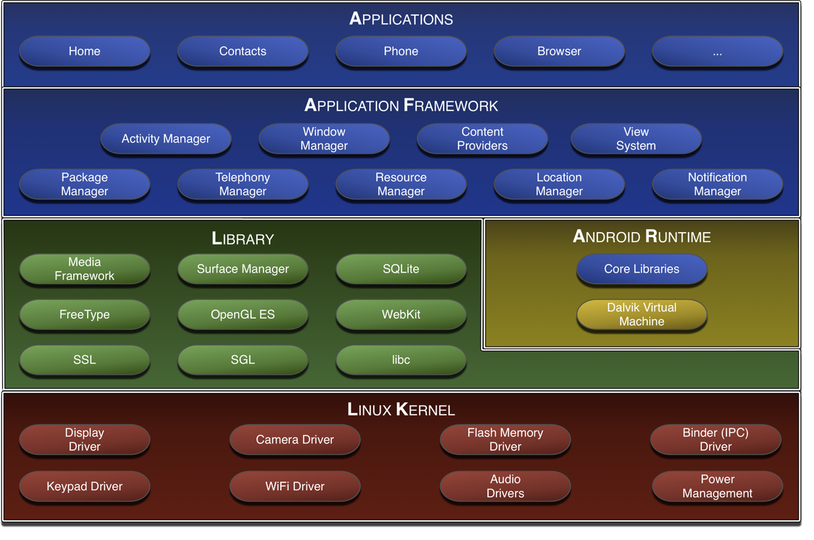 APPLICATIONS
Home
Contacts
Phone
Browser
...
APPLICATION FRAMEWORK
Activity Manager
Window
Manager
Content
Providers
View
System
Package
Manager
Telephony
Manager
Resource
Manager
Location
Manager
Notification
Manager
LIBRARY
Media
Framework
Surface Manager
SQLite
FreeType
OpenGL ES
WebKit
SSL
SGL
libc
ANDROID RUNTIME
Core Libraries
Dalvik Virtual
Machine
LINUX KERNEL
Display
Driver
Camera Driver
Flash Memory
Driver
Binder (IPC)
Driver
Keypad Driver
WiFi Driver
Audio
Drivers
Power
Management